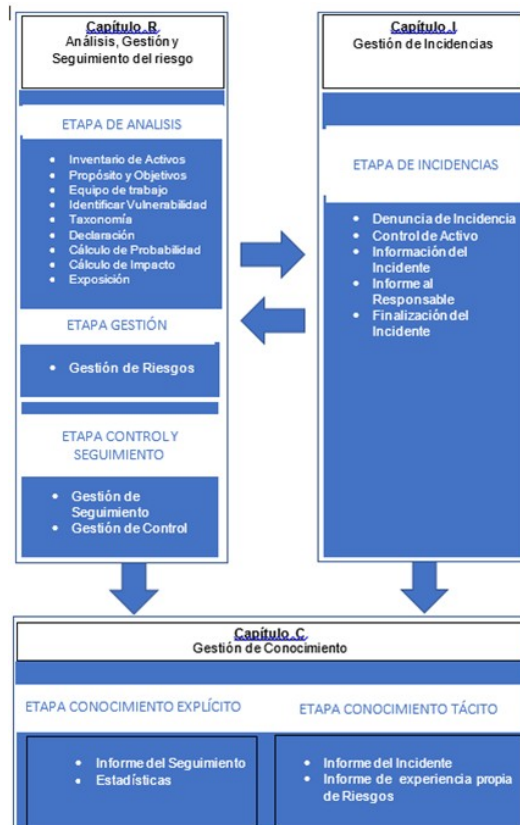 Capítulo .R
Análisis, Gestión y
Seguimiento del riesgo
ETAPA DE ANALISIS
Inventario de Activos
Propósito y Objetivos
Equipo de trabajo
Identificar Vulnerabilidad
Taxonomía
Declaración
Cálculo de Probabilidad
Cálculo de Impacto
Exposición
ETAPA GESTIÓN
Gestión de Riesgos
ETAPA CONTROL Y
SEGUIMIENTO
Gestión de
Seguimiento
Gestión de Control
Capítulo .I
Gestión de Incidencias
ETAPA DE INCIDENCIAS
Denuncia de Incidencia
Control de Activo
Información del
Incidente
Informe al
Responsable
Finalización del
Incidente
Capítulo .C
Gestión de Conocimiento
ETAPA CONOCIMIENTO EXPLÍCITO
Informe del Seguimiento
Estadísticas
ETAPA CONOCIMIENTO TÁCITO
Informe del Incidente
Informe de experiencia propia
de Riesgos